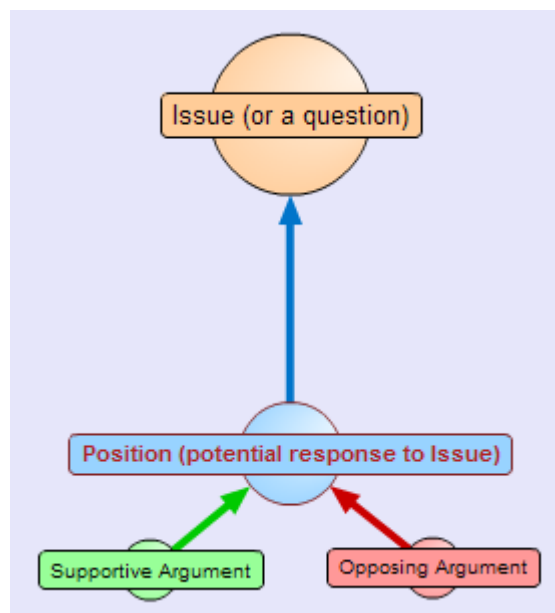 Issue (or a question)
Position (potential response to Issue)
Supportive Argument
Opposing Argument